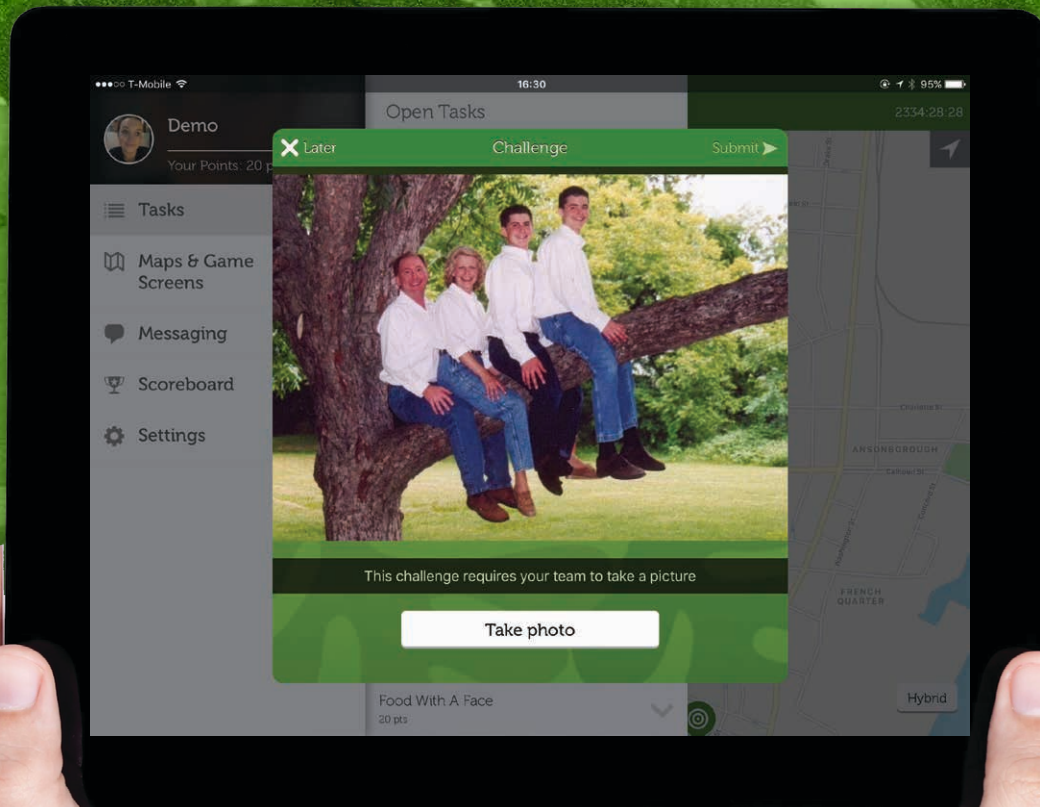 T-Mobile
16:30
95%
Demo
Your Points: 20 p
Tasks
Maps & Game
Screens
Messaging
Scoreboard
Settings
Open Tasks
2334:28:28
Later
Challenge
Submit
This challenge requires your team to take a picture
Take photo
Food With A Face
20 pts
ANSONBOROUGH
FRENCH
QUARTER
Hybrid